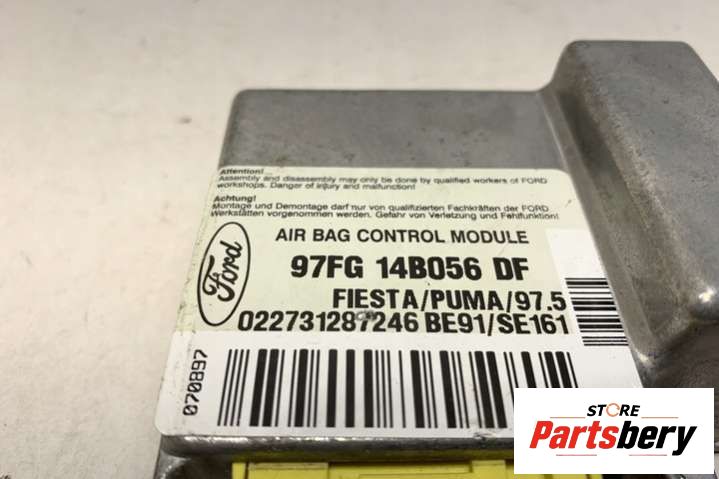 Attention!
Assembly and disassembly may only be done by qualified workers of FORD
workshops. Danger of injury and malfunction!
Achtung!
Montage und Demontage darf nur von qualifizierten Fachkräften der FORD
Werkstätten vorgenommen werden. Gefahr von Verletzung und Fehlfunktion!
Ford
AIR BAG CONTROL MODULE
97FG 14B056 DF
FIESTA/PUMA/97.5
022731287246 BE91/SE161
070897
STORE
Partsbery